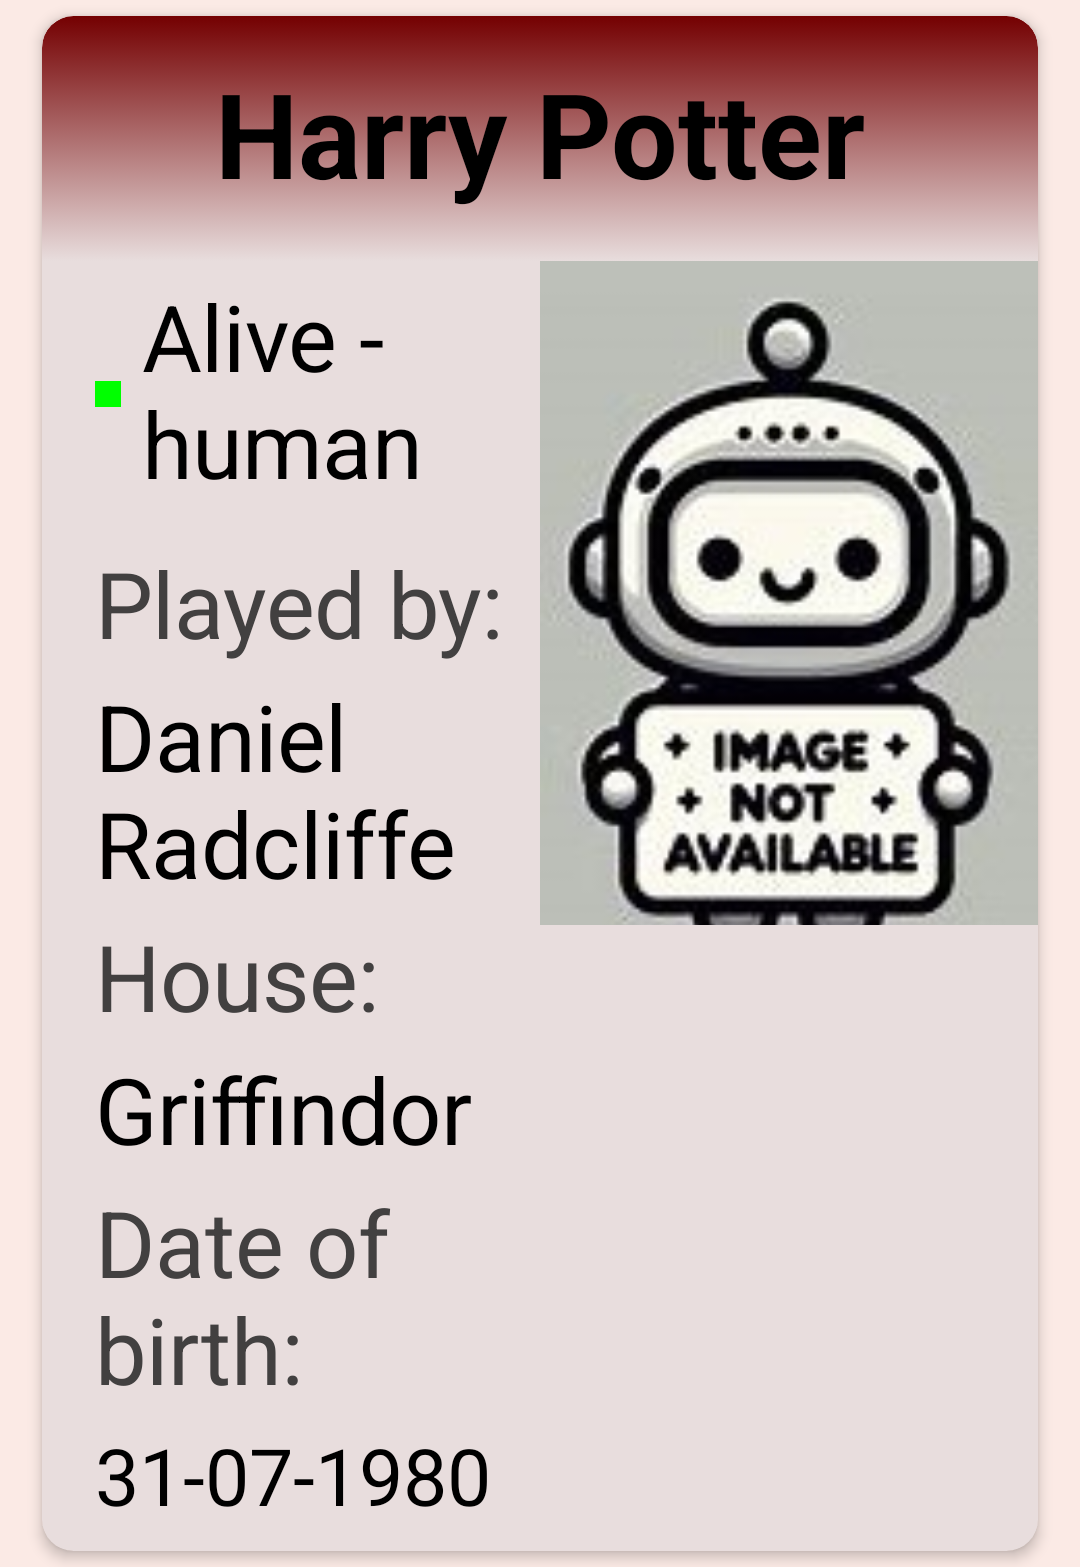 Harry Potter
Alive -
human
Played by:
Daniel
Radcliffe
House:
Griffindor
Date of
birth:
31-07-1980
IMAGE
NOT
AVAILABLE